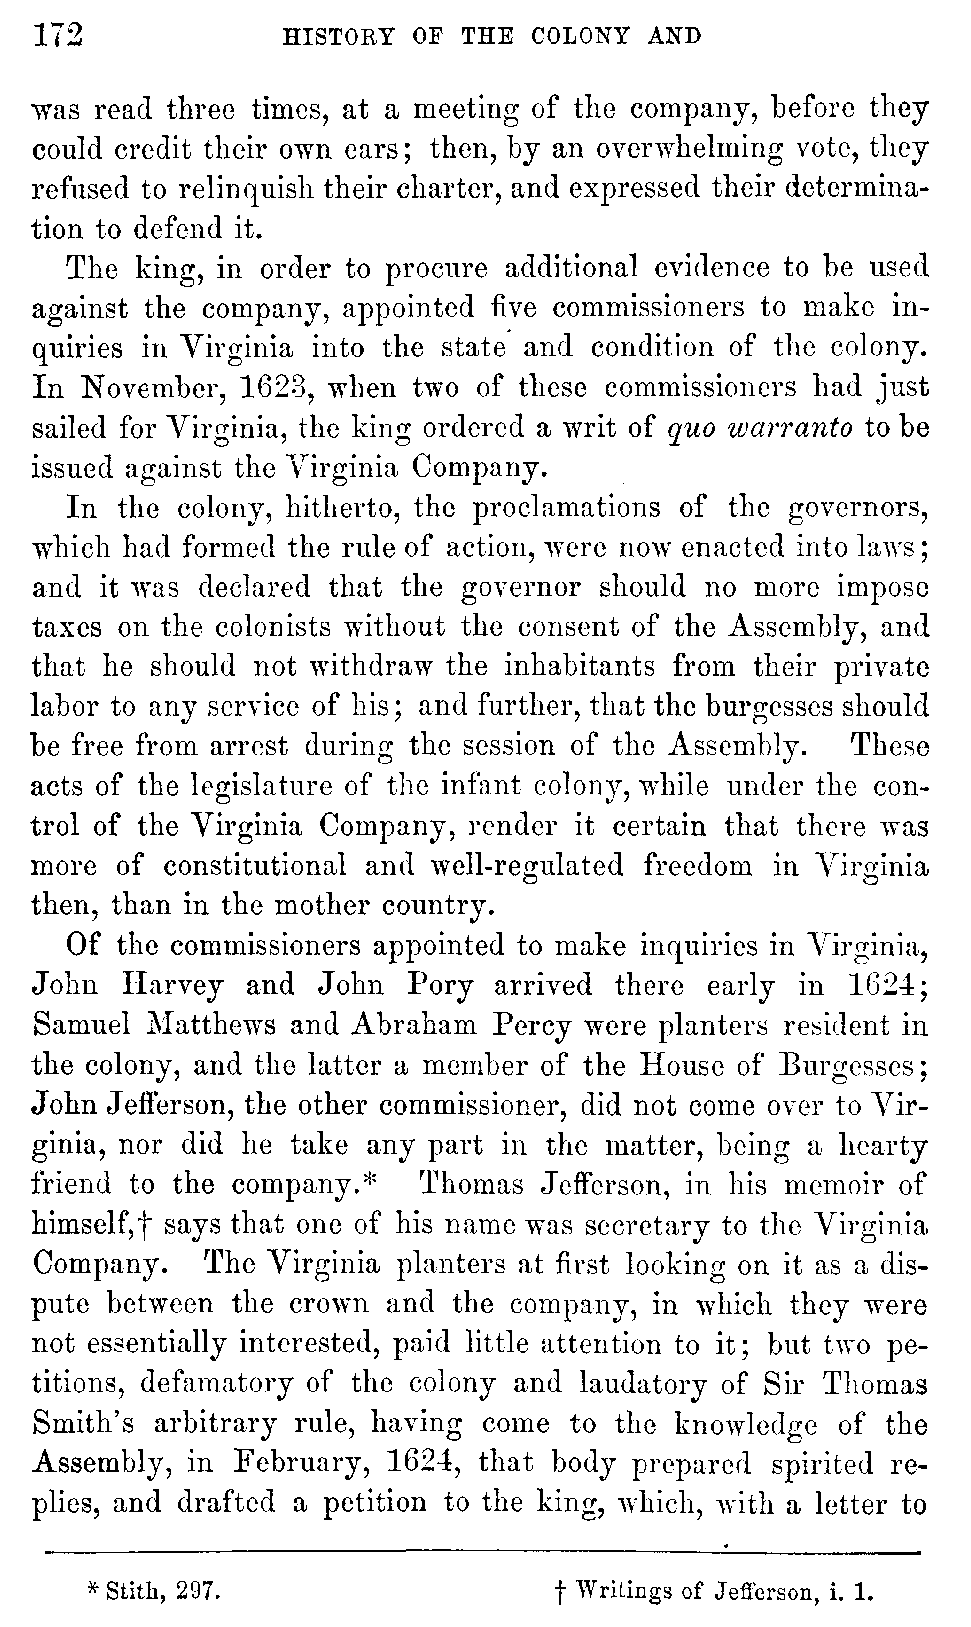 172 HISTORY OF THE COLONY AND
was read three times, at a meeting of the company, before they
could credit their own ears; then, by an overwhelming vote, they
refused to relinquish their charter, and expressed their determina-
tion to defend it.
The king, in order to procure additional evidence to be used
against the company, appointed five commissioners to make in-
quiries in Virginia into the state and condition of the colony.
In November, 1623, when two of these commissioners had just
sailed for Virginia, the king ordered a writ of quo warranto to be
issued against the Virginia Company.
In the colony, hitherto, the proclamations of the governors,
which had formed the rule of action, were now enacted into laws;
and it was declared that the governor should no more impose
taxes on the colonists without the consent of the Assembly, and
that he should not withdraw the inhabitants from their private
labor to any service of his; and further, that the burgesses should
be free from arrest during the session of the Assembly. These
acts of the legislature of the infant colony, while under the con-
trol of the Virginia Company, render it certain that there was
more of constitutional and well-regulated freedom in Virginia
then, than in the mother country.
Of the commissioners appointed to make inquiries in Virginia,
John Harvey and John Pory arrived there early in 1624;
Samuel Matthews and Abraham Percy were planters resident in
the colony, and the latter a member of the House of Burgesses;
John Jefferson, the other commissioner, did not come over to Vir-
ginia, nor did he take any part in the matter, being a hearty
friend to the company.* Thomas Jefferson, in his memoir of
himself,† says that one of his name was secretary to the Virginia
Company. The Virginia planters at first looking on it as a dis-
pute between the crown and the company, in which they were
not essentially interested, paid little attention to it; but two pe-
titions, defamatory of the colony and laudatory of Sir Thomas
Smith's arbitrary rule, having come to the knowledge of the
Assembly, in February, 1624, that body prepared spirited re-
plies, and drafted a petition to the king, which, with a letter to
* Stith, 297. † Writings of Jefferson, i. 1.